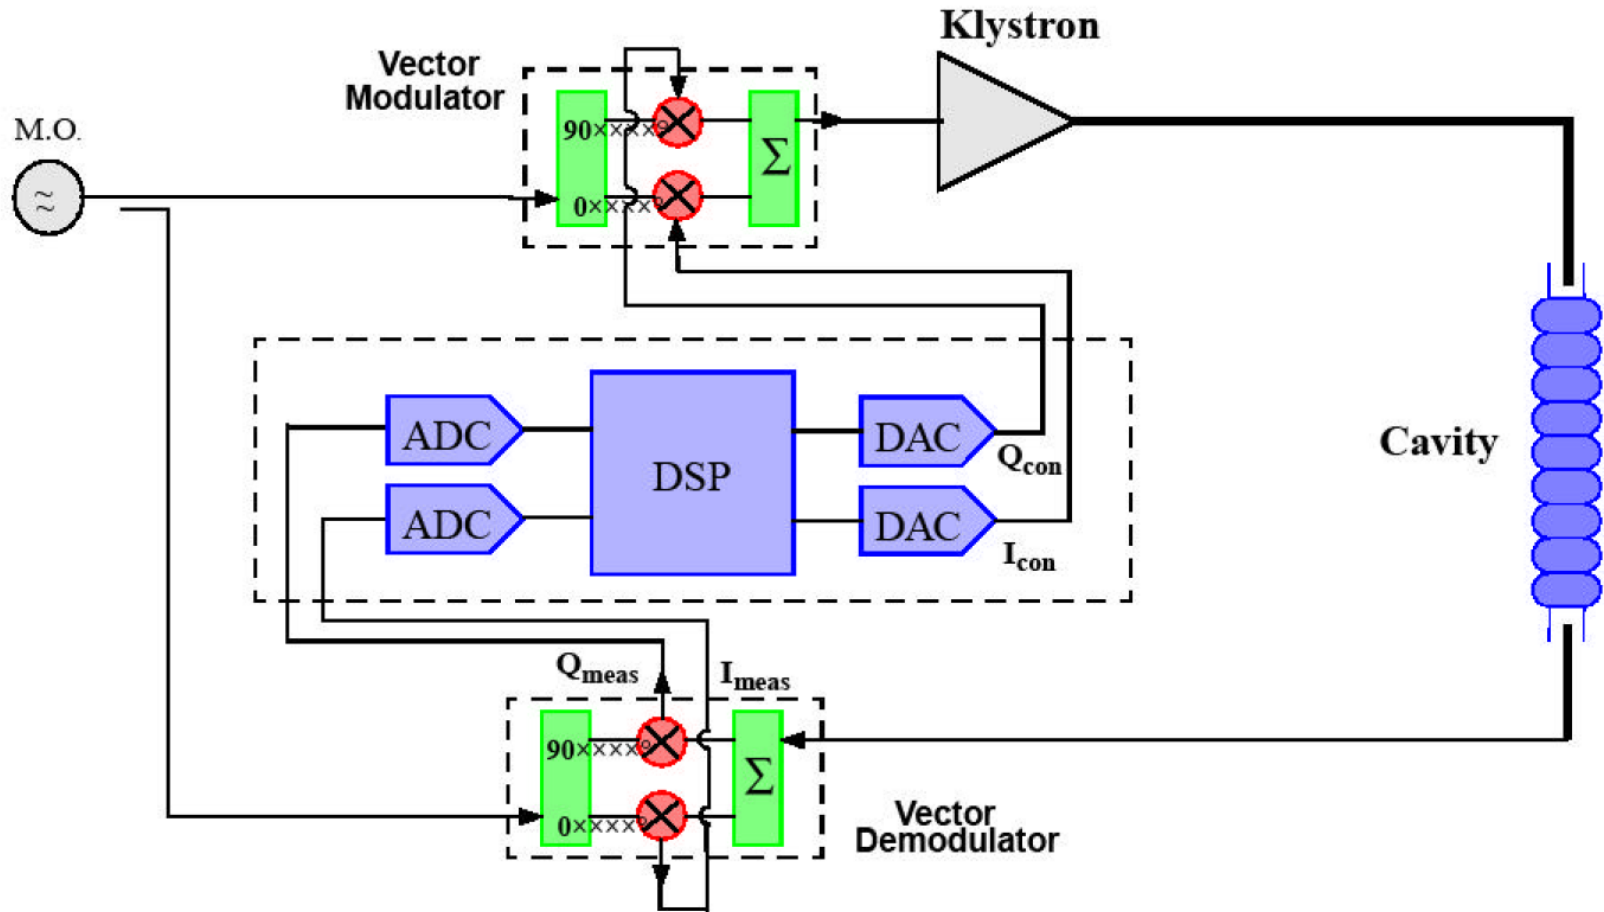 Klystron
Vector
Modulator
M.O.
≈
90××××°
Σ
0××××°
ADC
DSP
DAC
Qcon
Cavity
ADC
DAC
Icon
Qmeas
Imeas
90××××°
Σ
0××××°
Vector
Demodulator